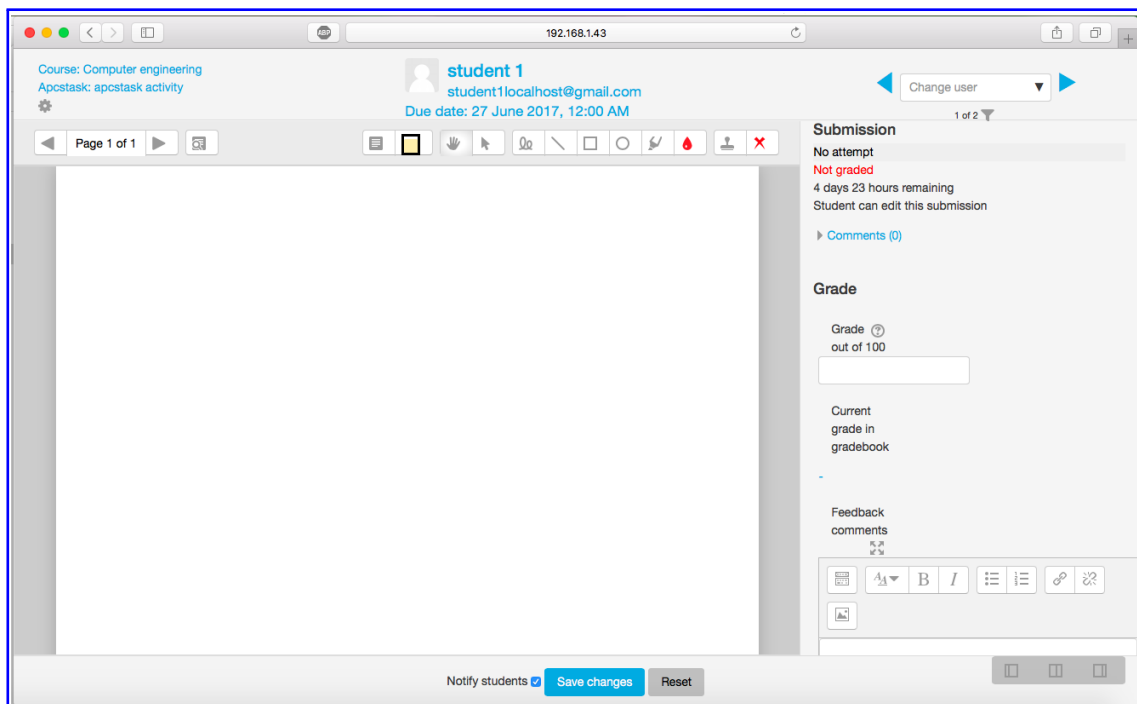 ABP
192.168.1.43
Course: Computer engineering
Apcstask: apcstask activity
student 1
student1localhost@gmail.com
Due date: 27 June 2017, 12:00 AM
Change user
1 of 2
Page 1 of 1
Submission
No attempt
Not graded
4 days 23 hours remaining
Student can edit this submission
Comments (0)
Grade
Grade
out of 100
Current
grade in
gradebook
-
Feedback
comments
B I
Notify students Save changes Reset